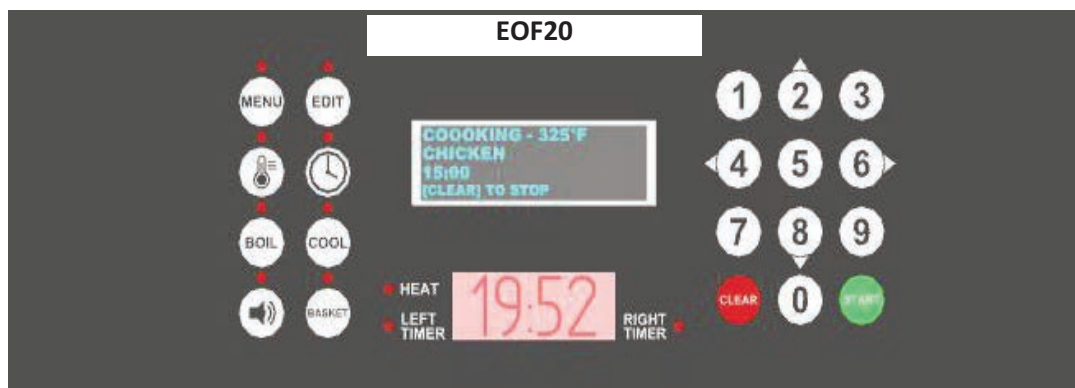 EOF20
MENU EDIT
BOIL COOL
BASKET
COOOKING - 325°F
CHICKEN
15:00
[CLEAR] TO STOP
HEAT
LEFT
TIMER
19:52
RIGHT
TIMER
1 2 3
4 5 6
7 8 9
CLEAR 0 START